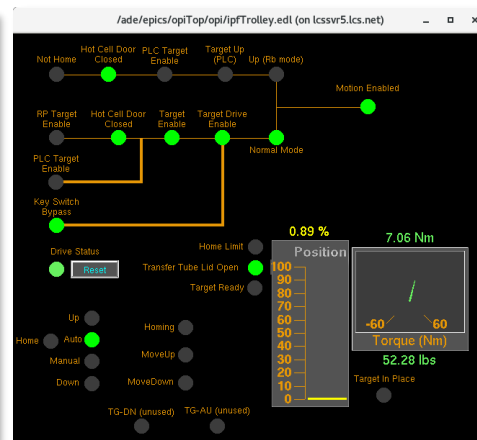 /ade/epics/opiTop/opi/ipfTrolley.edl (on lcssvr5.lcs.net)
Not Home
Hot Cell Door
Closed
PLC Target
Enable
Target Up
(PLC)
Up (Rb mode)
Motion Enabled
RP Target
Enable
Hot Cell Door
Closed
Target
Enable
Target Drive
Enable
Normal Mode
PLC Target
Enable
Key Switch
Bypass
Drive Status
Reset
Home Limit
Transfer Tube Lid Open
Target Ready
0.89 %
Position
100
90
80
70
60
50
40
30
20
10
0
7.06 Nm
-60
60
Torque (Nm)
52.28 lbs
Target In Place
Up
Home
Auto
Manual
Down
Homing
MoveUp
MoveDown
TG-DN (unused)
TG-AU (unused)